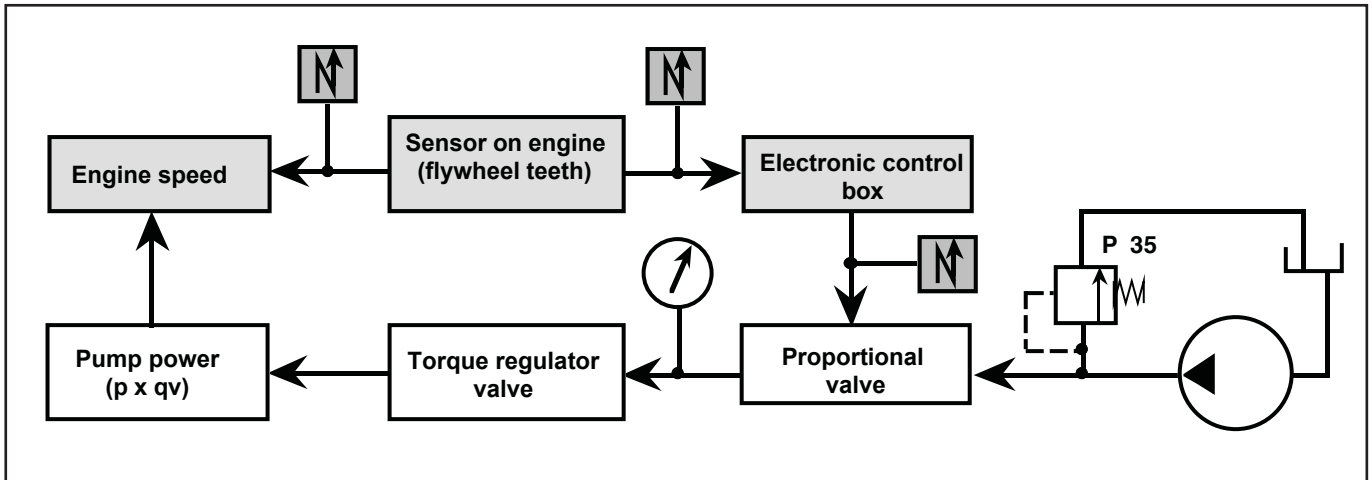 Engine speed
Sensor on engine
(flywheel teeth)
Electronic control
box
P 35
Pump power
(p x qv)
Torque regulator
valve
Proportional
valve